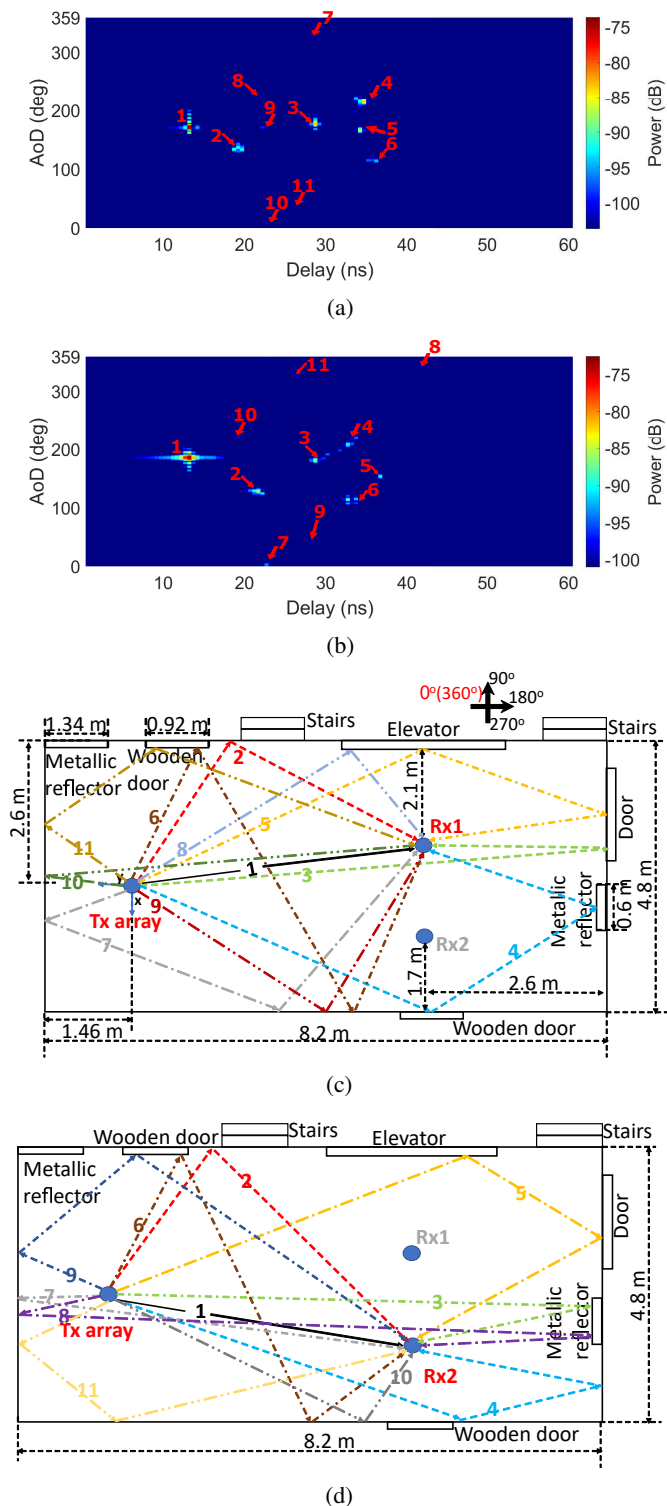 359
300
200
100
0
AoD (deg)
1
2
3
4
5
6
7
8
9
10
11
10
20
30
40
50
60
Delay (ns)
-75
-80
-85
-90
-95
-100
Power (dB)
(a)
359
300
200
100
0
AoD (deg)
1
2
3
4
5
6
7
8
9
10
11
10
20
30
40
50
60
Delay (ns)
-75
-80
-85
-90
-95
-100
Power (dB)
(b)
0°(360°)
90°
180°
270°
1.34 m
0.92 m
Stairs
Elevator
Stairs
Metallic
reflector
Wooden
door
2.6 m
2.1 m
Door
2
6
5
8
11
10
1
3
9
7
4
Rx1
Y
x
Tx array
Rx2
Metallic
reflector
0.6 m
4.8 m
1.7 m
2.6 m
1.46 m
8.2 m
Wooden door
(c)
Wooden door
Stairs
Elevator
Stairs
Metallic
reflector
2
6
5
Door
Rx1
9
7
8
1
3
Tx array
Metallic
reflector
4.8 m
Rx2
10
11
4
Wooden door
8.2 m
(d)